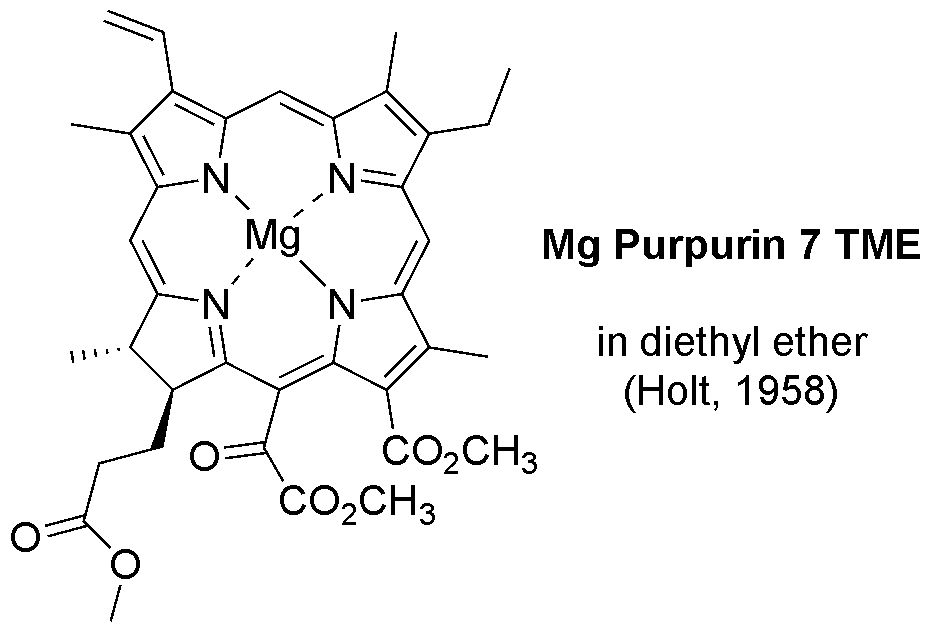 N
N
Mg
Mg Purpurin 7 TME
N
N
in diethyl ether
(Holt, 1958)
O
CO₂CH₃
CO₂CH₃
O
O